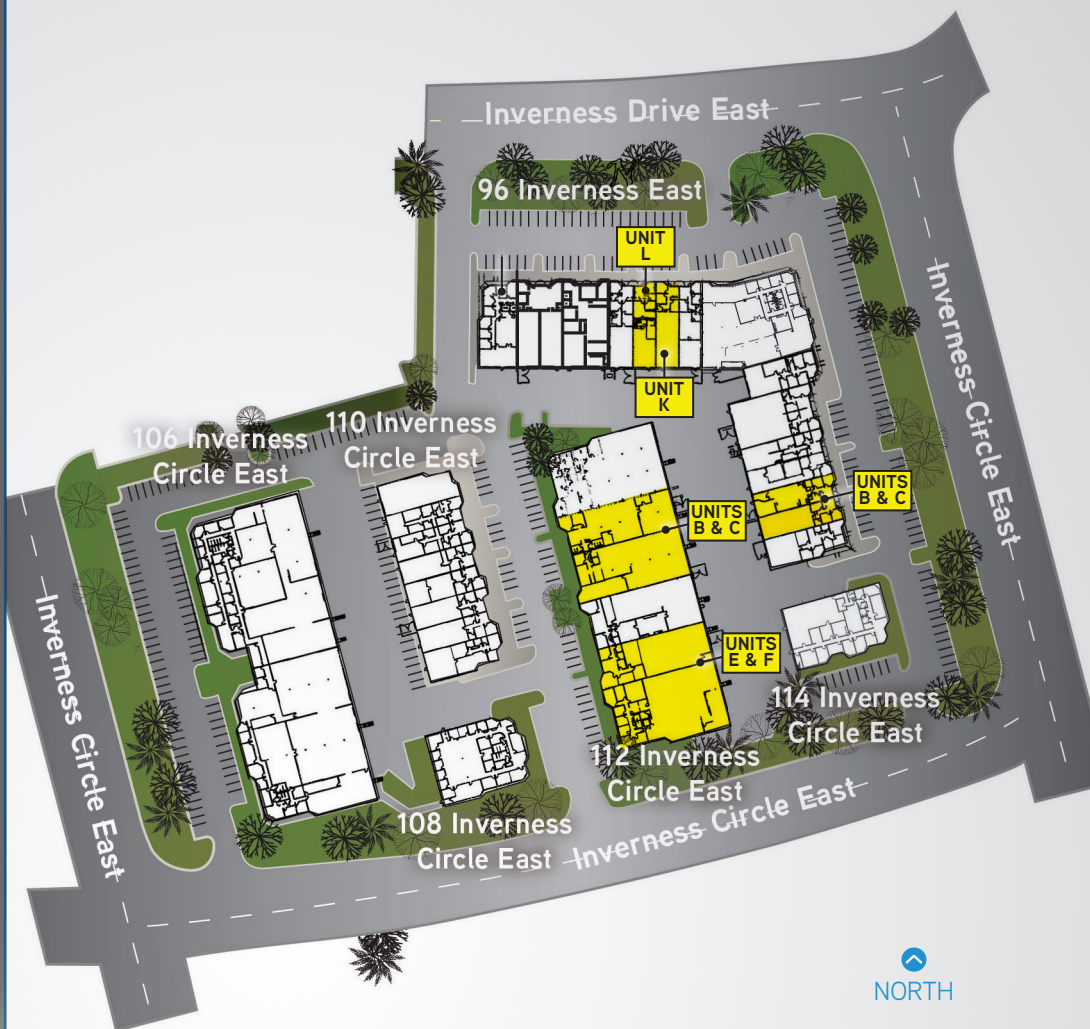 Inverness Drive East
96 Inverness East
UNIT
L
UNIT
K
Inverness Circle East
106 Inverness
Circle East
110 Inverness
Circle East
UNITS
B & C
UNITS
B & C
UNITS
E & F
Inverness Circle East
114 Inverness
Circle East
112 Inverness
Circle East
108 Inverness
Circle East
Inverness Circle East
NORTH